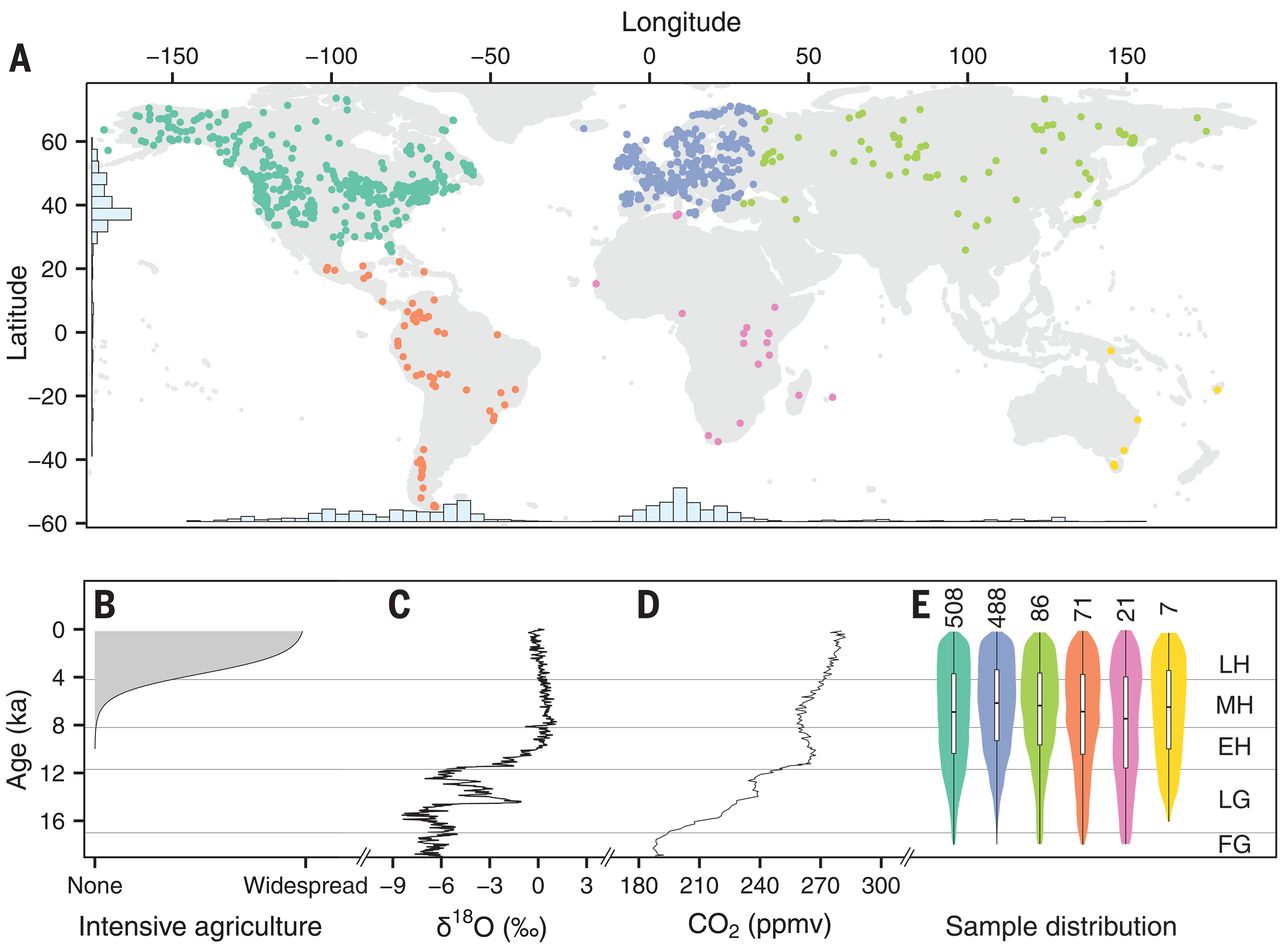 Longitude
A
−150 −100 −50 0 50 100 150
Latitude
60
40
20
0
−20
−40
−60
B C D E
508 488 86 71 21 7
Age (ka)
0
4
8
12
16
LH
MH
EH
LG
FG
None Widespread −9 −6 −3 0 3 180 210 240 270 300
Intensive agriculture δ¹⁸O (‰) CO₂ (ppmv) Sample distribution